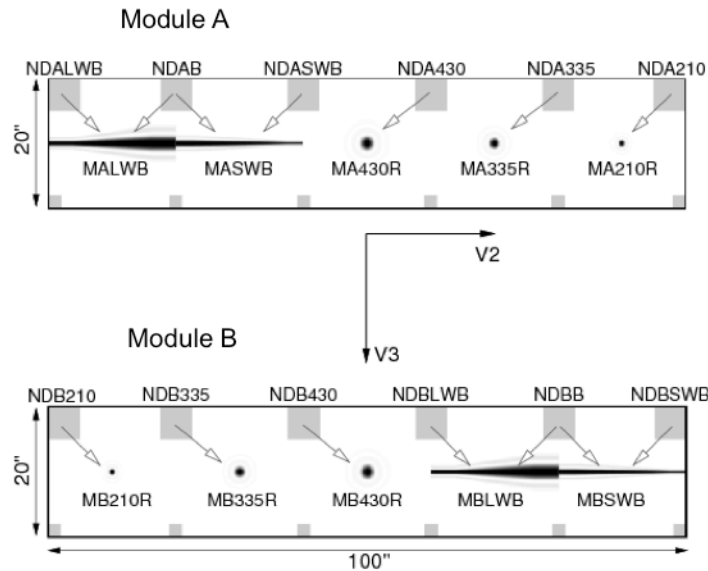 Module A
NDALWB NDAB NDASWB NDA430 NDA335 NDA210
20"
MALWB MASWB MA430R MA335R MA210R
V2
V3
Module B
NDB210 NDB335 NDB430 NDBLWB NDBB NDBSWB
20"
MB210R MB335R MB430R MBLWB MBSWB
100"